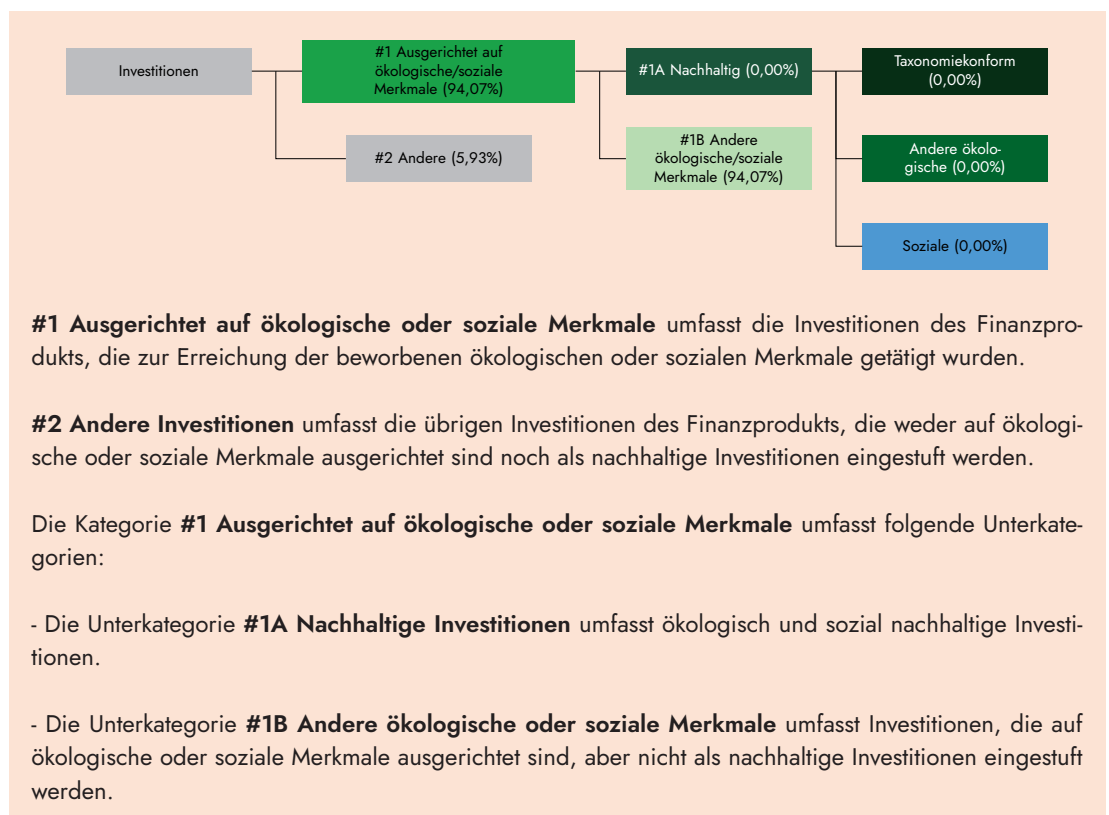 Investitionen
#1 Ausgerichtet auf
ökologische/soziale
Merkmale (94,07%)
#1A Nachhaltig (0,00%)
Taxonomiekonform
(0,00%)
#2 Andere (5,93%)
#1B Andere
ökologische/soziale
Merkmale (94,07%)
Andere ökolo-
gische (0,00%)
Soziale (0,00%)
#1 Ausgerichtet auf ökologische oder soziale Merkmale umfasst die Investitionen des Finanzpro-
dukts, die zur Erreichung der beworbenen ökologischen oder sozialen Merkmale getätigt wurden.
#2 Andere Investitionen umfasst die übrigen Investitionen des Finanzprodukts, die weder auf ökologi-
sche oder soziale Merkmale ausgerichtet sind noch als nachhaltige Investitionen eingestuft werden.
Die Kategorie #1 Ausgerichtet auf ökologische oder soziale Merkmale umfasst folgende Unterkate-
gorien:
- Die Unterkategorie #1A Nachhaltige Investitionen umfasst ökologisch und sozial nachhaltige Investi-
tionen.
- Die Unterkategorie #1B Andere ökologische oder soziale Merkmale umfasst Investitionen, die auf
ökologische oder soziale Merkmale ausgerichtet sind, aber nicht als nachhaltige Investitionen eingestuft
werden.